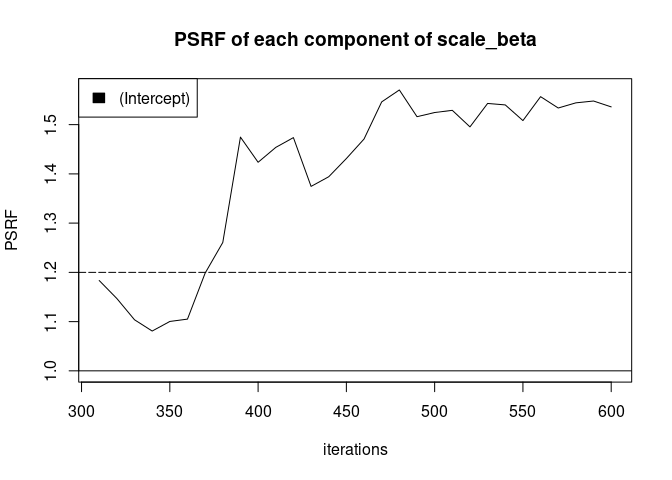 PSRF of each component of scale_beta
(Intercept)
PSRF
1.5
1.4
1.3
1.2
1.1
1.0
300 350 400 450 500 550 600
iterations